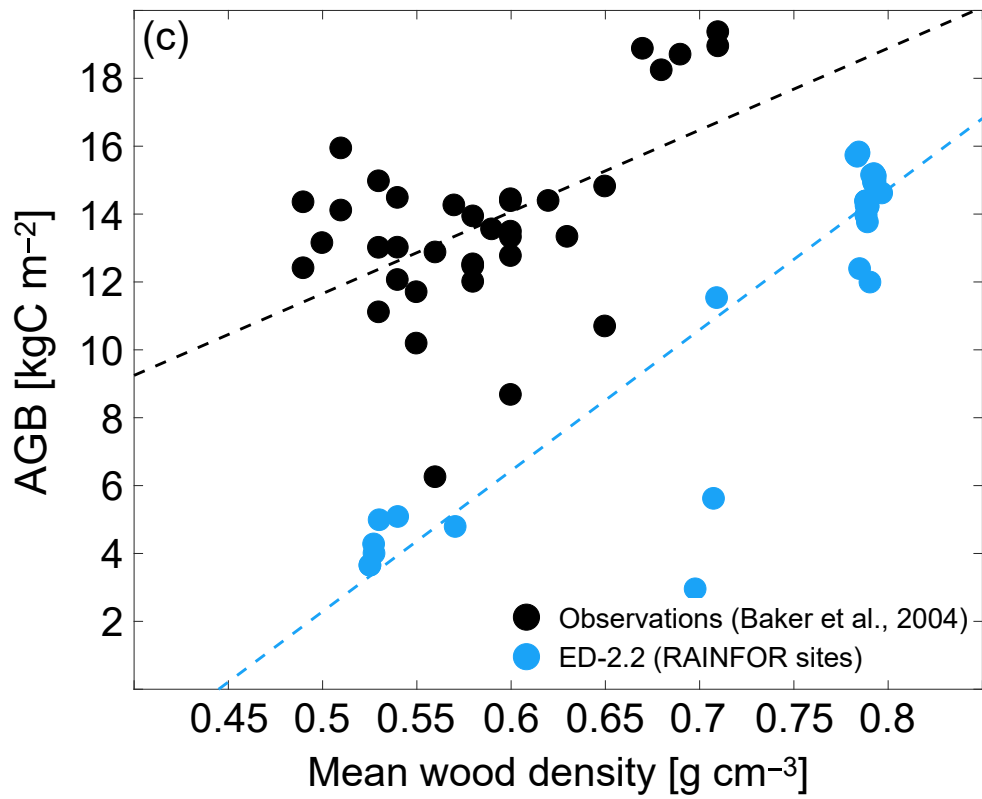 (c)
18
16
14
12
10
8
6
4
2
AGB [kgC m⁻²]
Observations (Baker et al., 2004)
ED-2.2 (RAINFOR sites)
0.45 0.5 0.55 0.6 0.65 0.7 0.75 0.8
Mean wood density [g cm⁻³]